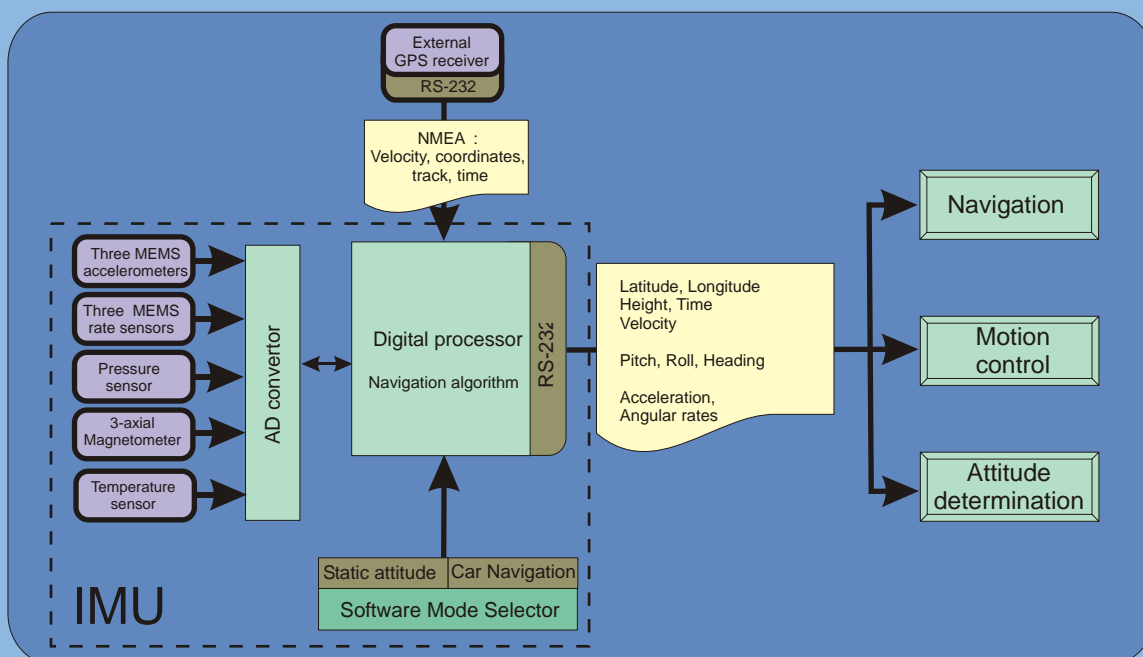 External
GPS receiver
RS-232
NMEA :
Velocity, coordinates,
track, time
Three MEMS
accelerometers
Three MEMS
rate sensors
Pressure
sensor
3-axial
Magnetometer
Temperature
sensor
AD convertor
Digital processor
Navigation algorithm
RS-232
Latitude, Longitude
Height, Time
Velocity
Pitch, Roll, Heading
Acceleration,
Angular rates
Navigation
Motion
control
Attitude
determination
Static attitude
Car Navigation
Software Mode Selector
IMU